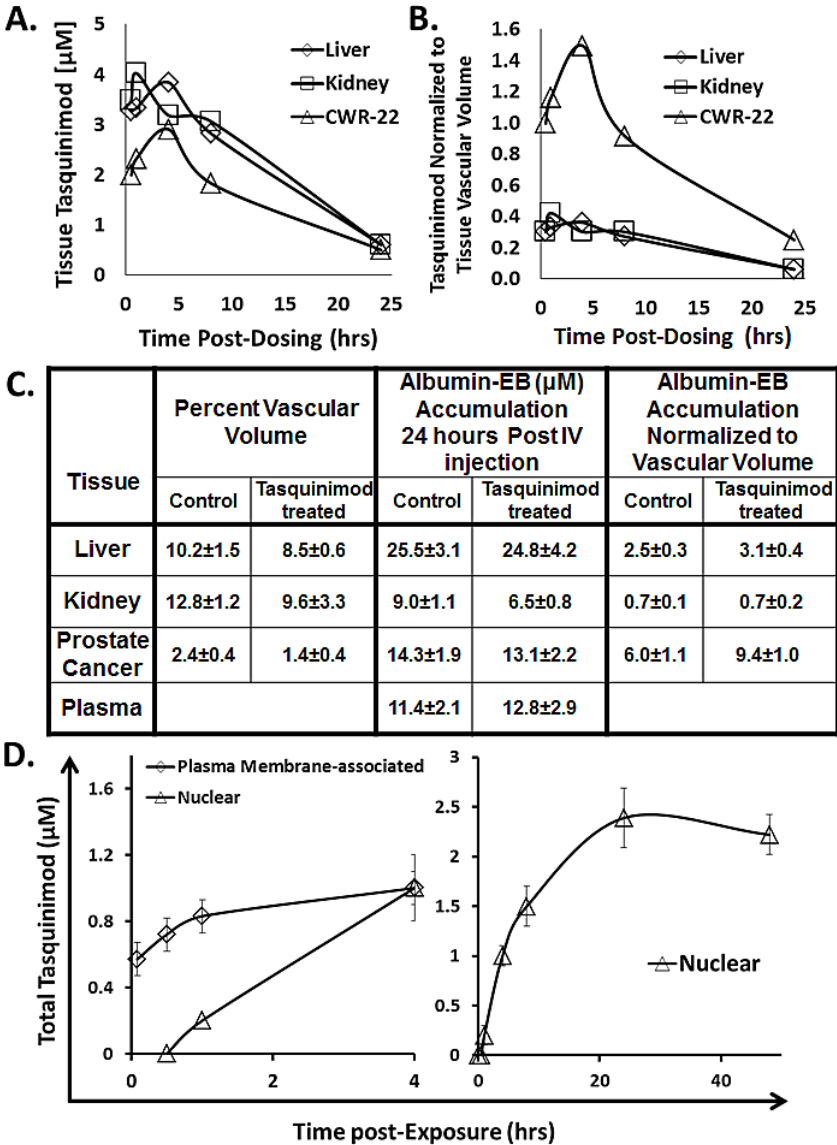 A.
Tissue Tasquinimod [µM]
5
4
3
2
1
0
0 5 10 15 20 25
Time Post-Dosing (hrs)
Liver
Kidney
CWR-22
B.
Tasquinimod Normalized to
Tissue Vascular Volume
1.6
1.4
1.2
1.0
0.8
0.6
0.4
0.2
0.0
0 5 10 15 20 25
Time Post-Dosing (hrs)
Liver
Kidney
CWR-22
C.
Tissue
Percent Vascular
Volume
Albumin-EB (µM)
Accumulation
24 hours Post IV
injection
Albumin-EB
Accumulation
Normalized to
Vascular Volume
Control Tasquinimod treated Control Tasquinimod treated Control Tasquinimod treated
Liver 10.2±1.5 8.5±0.6 25.5±3.1 24.8±4.2 2.5±0.3 3.1±0.4
Kidney 12.8±1.2 9.6±3.3 9.0±1.1 6.5±0.8 0.7±0.1 0.7±0.2
Prostate Cancer 2.4±0.4 1.4±0.4 14.3±1.9 13.1±2.2 6.0±1.1 9.4±1.0
Plasma 11.4±2.1 12.8±2.9
D.
Total Tasquinimod (µM)
Plasma Membrane-associated
Nuclear
1.6
1.2
0.8
0.4
0
0 2 4
3
2.5
2
1.5
1
0.5
0
0 20 40
Nuclear
Time post-Exposure (hrs)